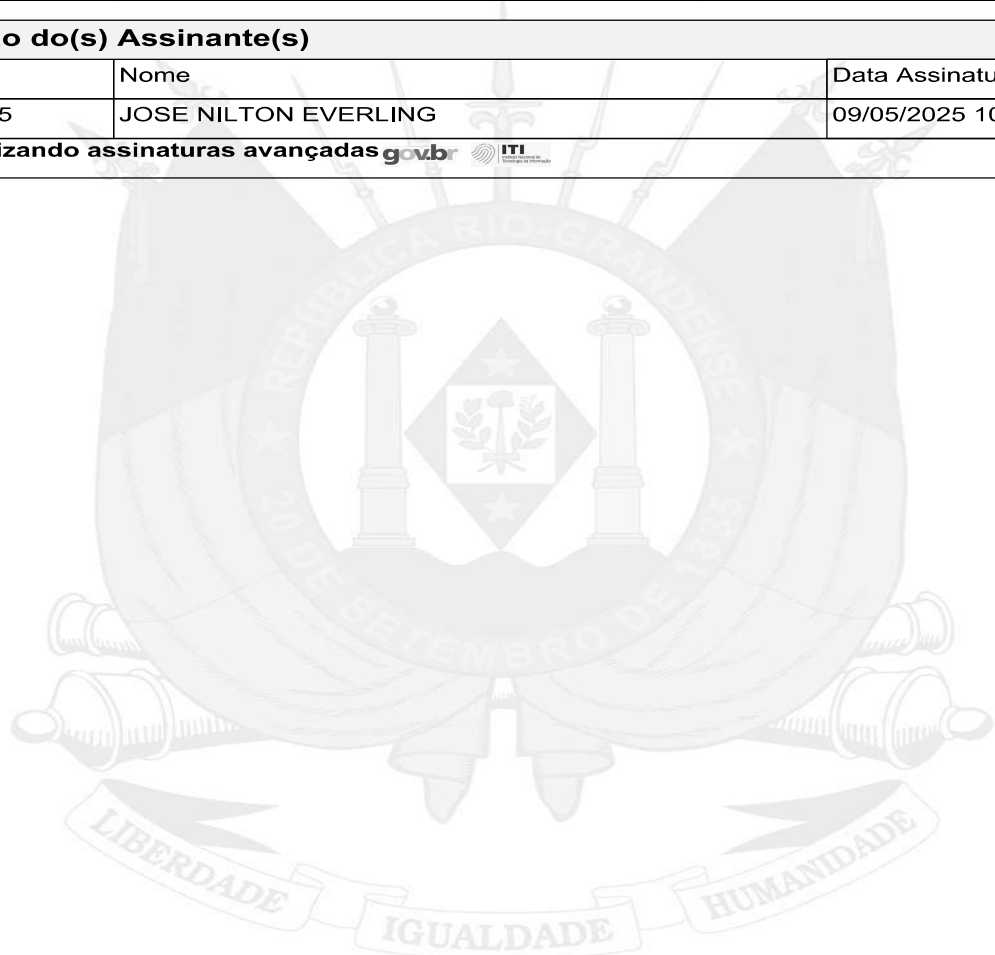 o do(s) Assinante(s)
Nome Data Assinatu
5 JOSE NILTON EVERLING 09/05/2025 10
izando assinaturas avançadas gov.br ITI
REPUBLICA RIO-GRANDENSE
20 DE SETEMBRO DE 1835
LIBERDADE IGUALDADE HUMANIDADE